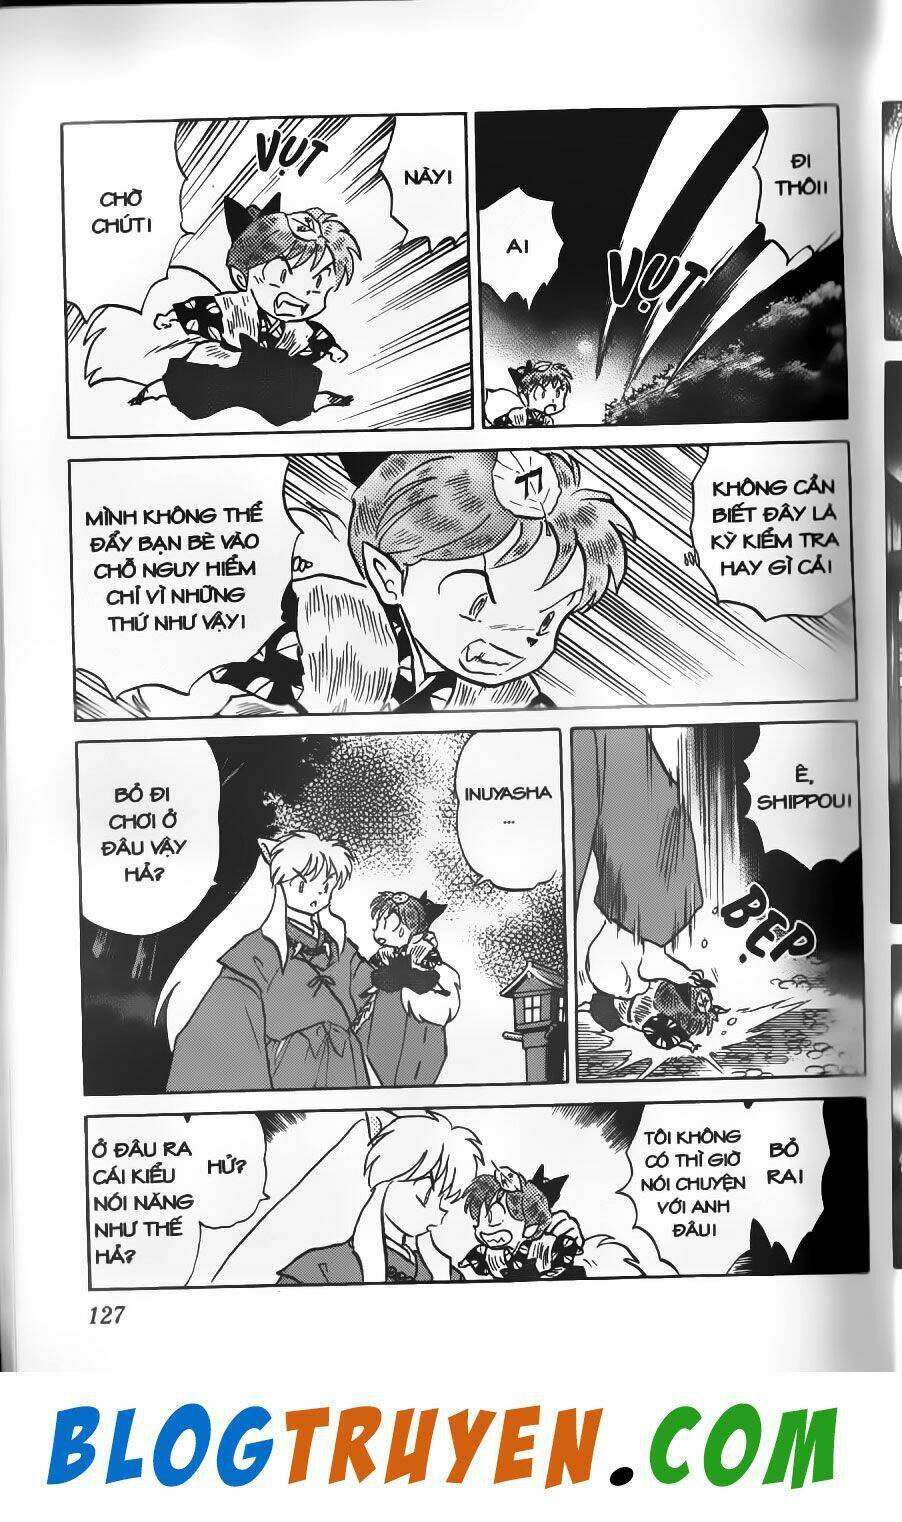 ĐI
THÔI!
A!
VỤT
NÀY!
VỤT
CHỜ
CHÚT!
KHÔNG CẦN
BIẾT ĐÂY LÀ
KỲ KIỂM TRA
HAY GÌ CẢ!
MÌNH KHÔNG THỂ
ĐẨY BẠN BÈ VÀO
CHỖ NGUY HIỂM
CHỈ VÌ NHỮNG
THỨ NHƯ VẬY!
Ê,
SHIPPOU!
BẸP
INUYASHA
...
BỎ ĐI
CHƠI Ở
ĐÂU VẬY
HẢ?
BỎ
RA!
TÔI KHÔNG
CÓ THÌ GIỜ
NÓI CHUYỆN
VỚI ANH
ĐÂU!
HỬ?
Ở ĐÂU RA
CÁI KIỂU
NÓI NĂNG
NHƯ THẾ
HẢ?
127
BLOGTRUYEN.COM